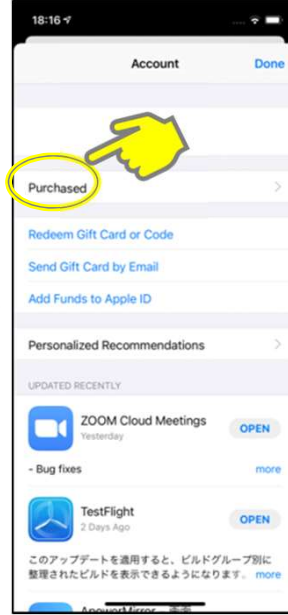 18:16
Account
Done
Purchased
Redeem Gift Card or Code
Send Gift Card by Email
Add Funds to Apple ID
Personalized Recommendations
UPDATED RECENTLY
ZOOM Cloud Meetings
Yesterday
OPEN
- Bug fixes
more
TestFlight
2 Days Ago
OPEN
このアップデートを適用すると、ビルドグループ別に
整理されたビルドを表示できるようになります。 more